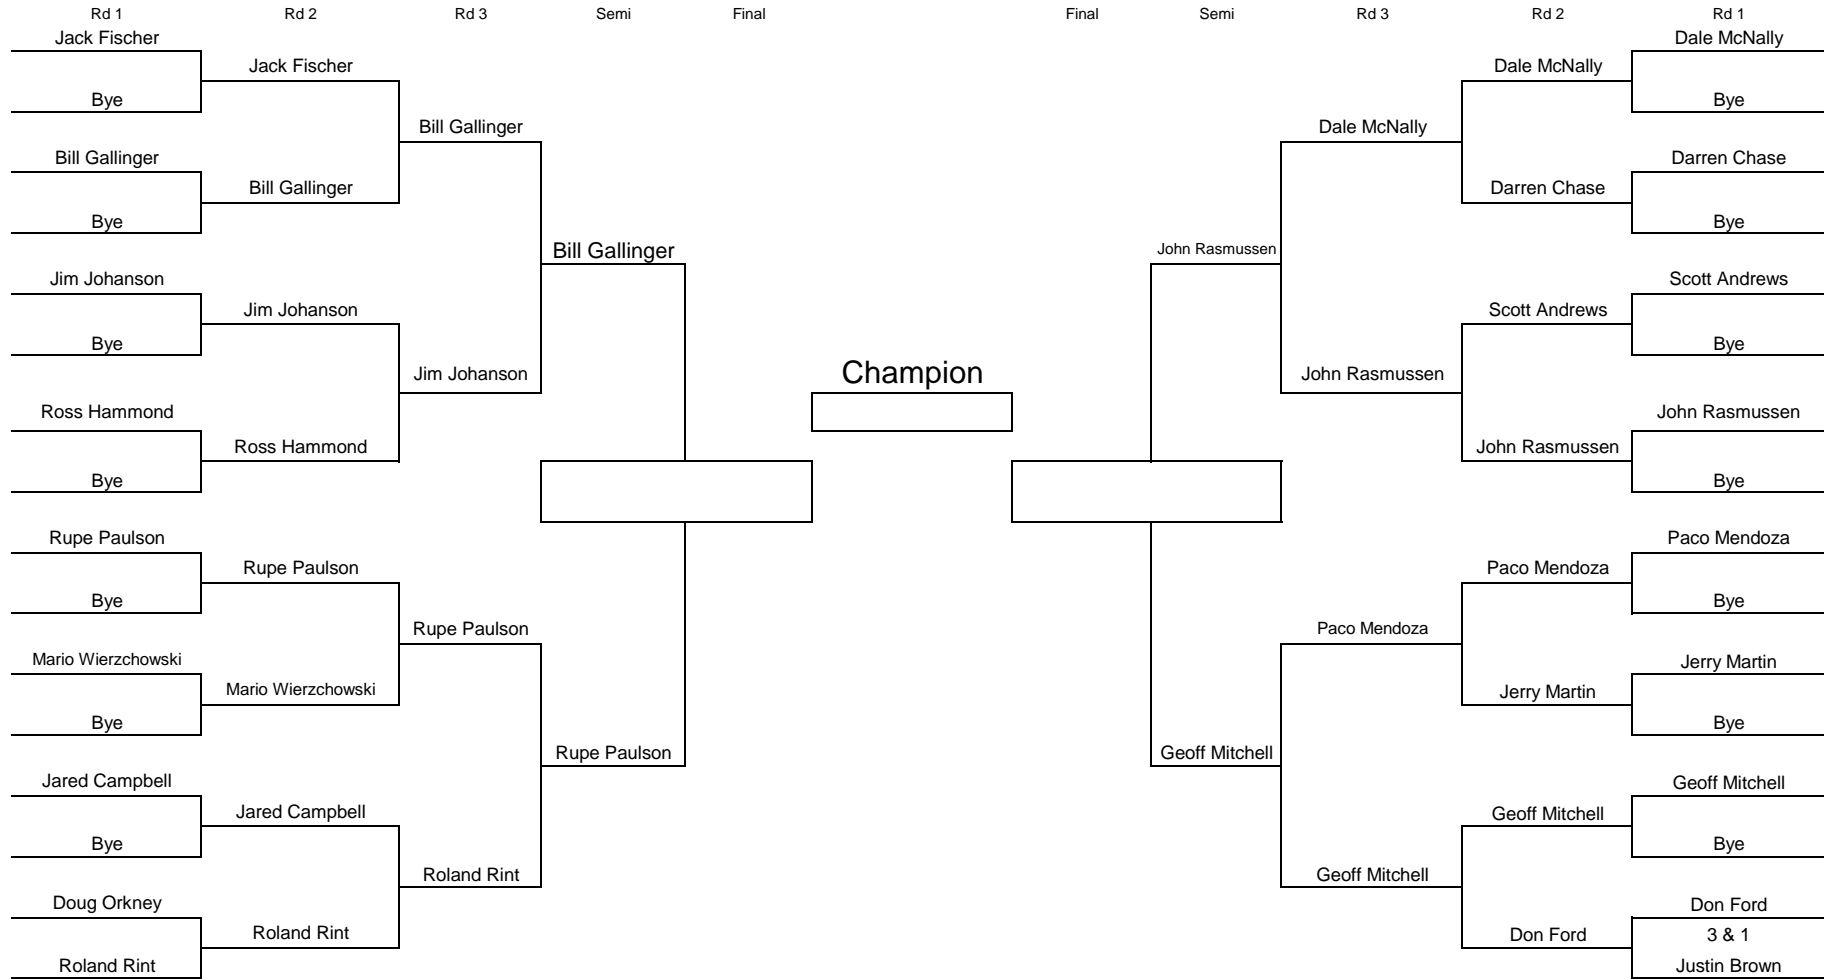 Rd 1
Rd 2
Rd 3
Semi
Final
Final
Semi
Rd 3
Rd 2
Rd 1
Jack Fischer
Dale McNally
Jack Fischer
Dale McNally
Bye
Bye
Bill Gallinger
Dale McNally
Bill Gallinger
Darren Chase
Bill Gallinger
Darren Chase
Bye
Bye
Bill Gallinger
John Rasmussen
Jim Johanson
Scott Andrews
Jim Johanson
Scott Andrews
Bye
Bye
Jim Johanson
Champion
John Rasmussen
Ross Hammond
John Rasmussen
Ross Hammond
John Rasmussen
Bye
Bye
Rupe Paulson
Paco Mendoza
Rupe Paulson
Paco Mendoza
Bye
Bye
Rupe Paulson
Paco Mendoza
Mario Wierzchowski
Jerry Martin
Mario Wierzchowski
Jerry Martin
Bye
Bye
Rupe Paulson
Geoff Mitchell
Jared Campbell
Geoff Mitchell
Jared Campbell
Geoff Mitchell
Bye
Bye
Roland Rint
Geoff Mitchell
Doug Orkney
Don Ford
Roland Rint
Don Ford
3 & 1
Roland Rint
Justin Brown